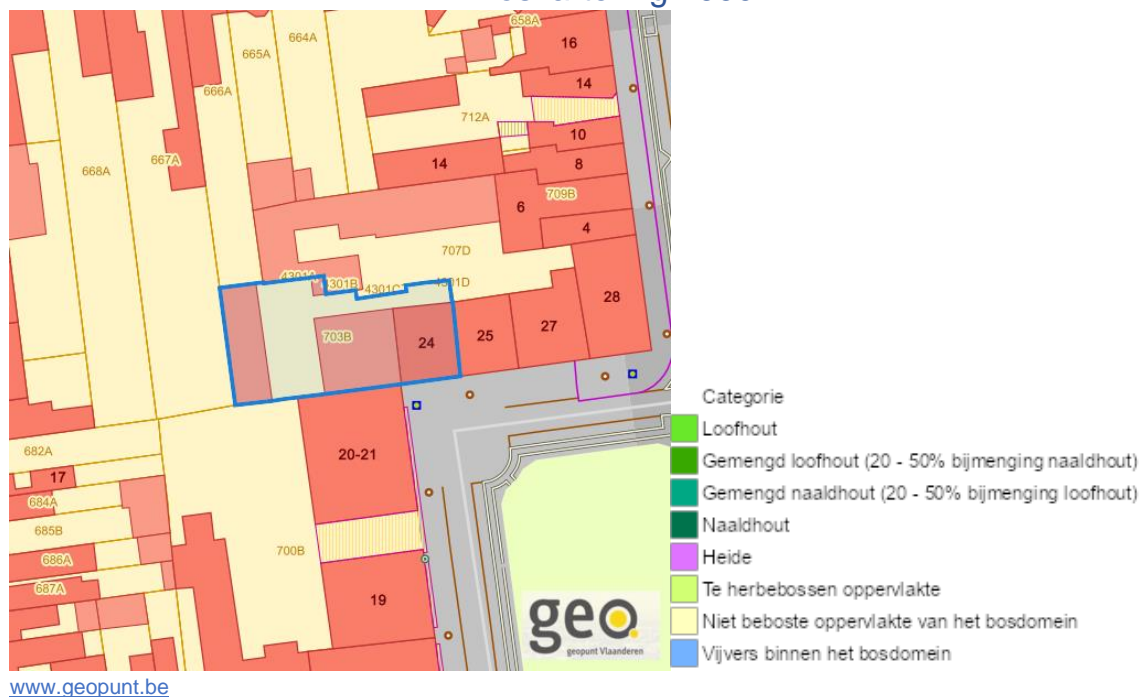 658A
664A
16
665A
14
666A
712A
10
667A
8
668A
14
6
709B
4
707D
4301A
4301B
4301C
4301D
28
27
703B
25
24
Categorie
Loofhout
Gemengd loofhout (20 - 50% bijmenging naaldhout)
Gemengd naaldhout (20 - 50% bijmenging loofhout)
Naaldhout
Heide
Te herbebossen oppervlakte
Niet beboste oppervlakte van het bosdomein
Vijvers binnen het bosdomein
682A
20-21
17
684A
685B
700B
686A
687A
19
geo
geopunt Vlaanderen
www.geopunt.be